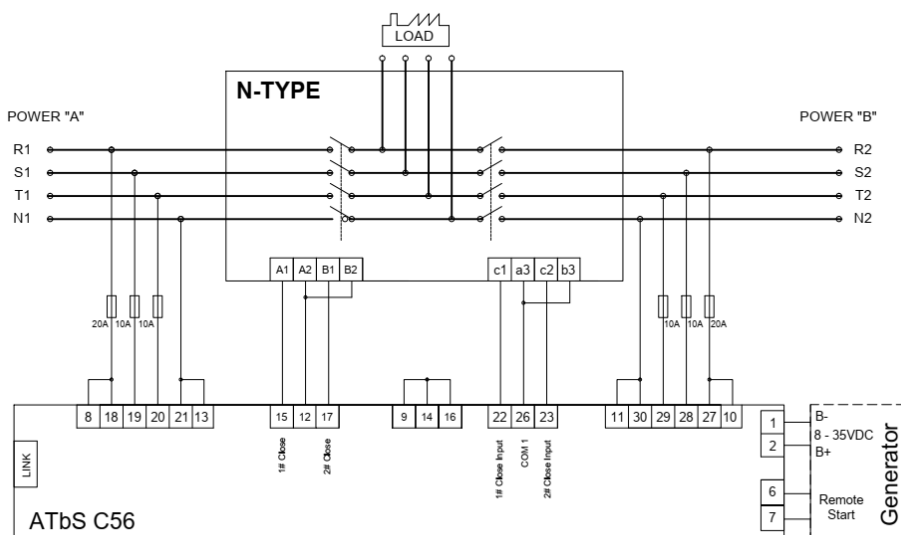 LOAD
N-TYPE
POWER "A"
POWER "B"
R1
R2
S1
S2
T1
T2
N1
N2
A1 A2 B1 B2
c1 a3 c2 b3
20A 10A 10A
10A 10A 20A
8 18 19 20 21 13
15 12 17
9 14 16
22 26 23
11 30 29 28 27 10
1# Close
2# Close
1# Close Input
COM 1
2# Close Input
LINK
ATbS C56
1
B-
8 - 35VDC
2
B+
6
Remote
Start
7
Generator